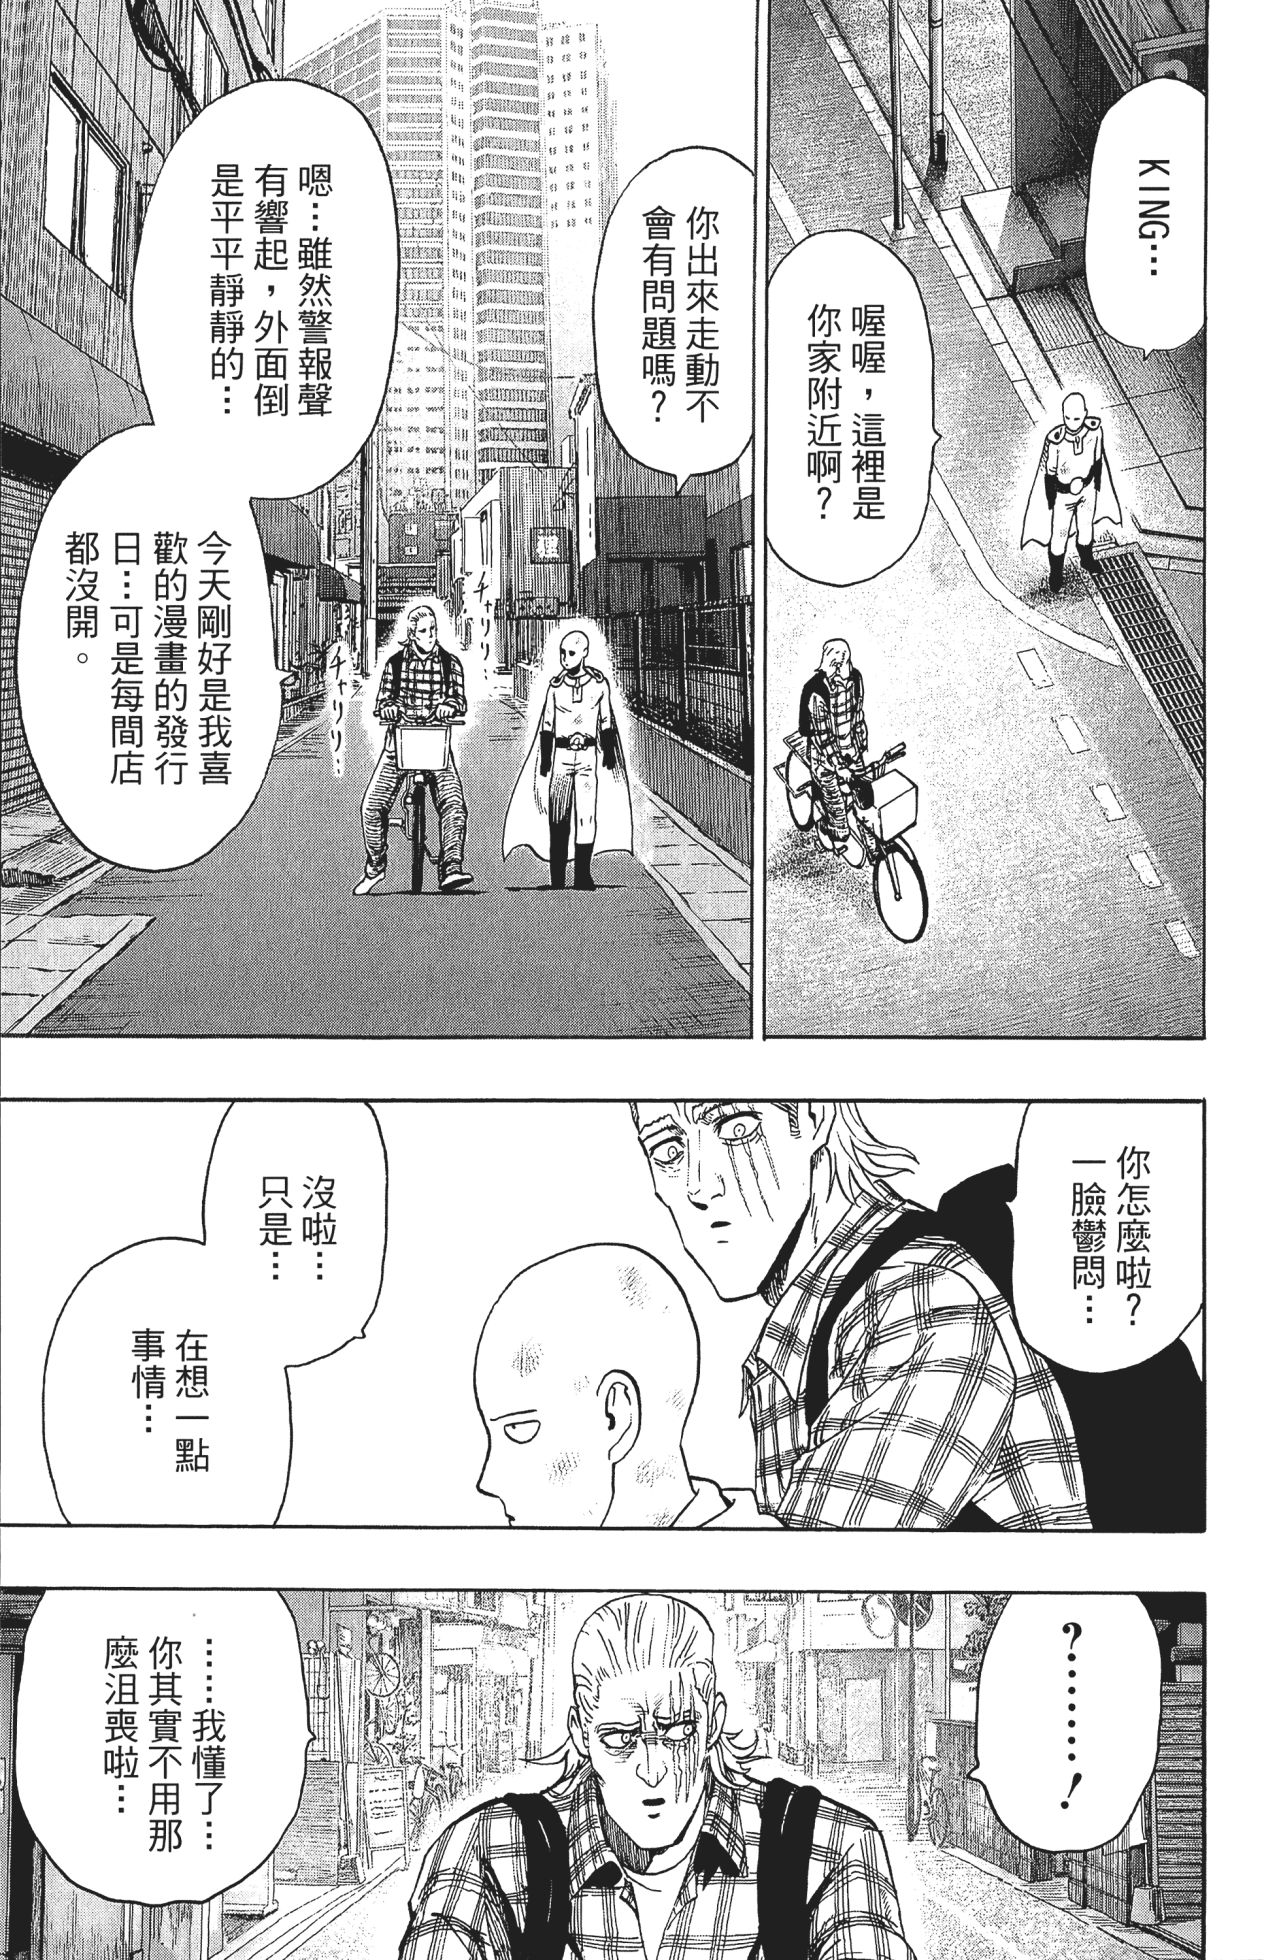 KING…
喔喔，這裡是
你家附近啊？
你出來走動不
會有問題嗎？
嗯…雖然警報聲
有響起，外面倒
是平平靜靜的…
今天剛好是我喜
歡的漫畫的發行
日…可是每間店
都沒開。
チャリリ…
チャリリ…
你怎麼啦？
一臉鬱悶…
沒啦…
只是…
在想一點
事情…
？………！
……我懂了…
你其實不用那
麼沮喪啦…